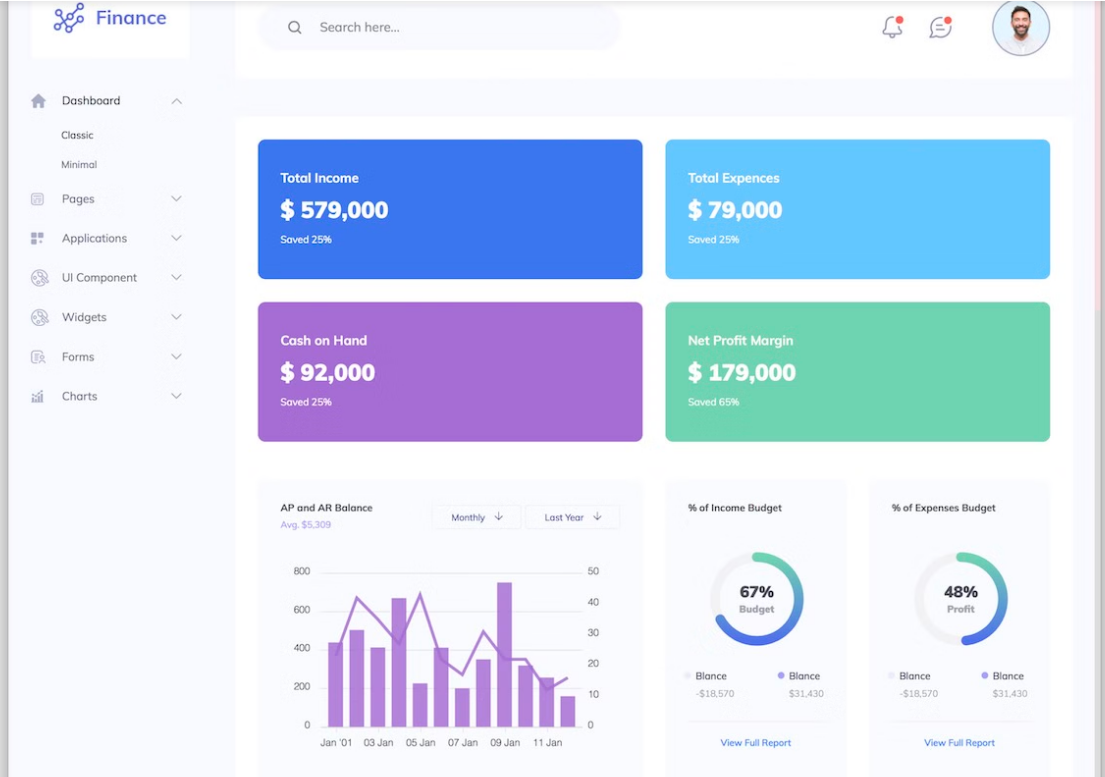 Finance
Search here...
Dashboard
Classic
Minimal
Pages
Applications
UI Component
Widgets
Forms
Charts
Total Income
$ 579,000
Saved 25%
Total Expences
$ 79,000
Saved 25%
Cash on Hand
$ 92,000
Saved 25%
Net Profit Margin
$ 179,000
Saved 65%
AP and AR Balance
Avg. $5,309
Monthly
Last Year
800
600
400
200
0
50
40
30
20
10
0
Jan '01 03 Jan 05 Jan 07 Jan 09 Jan 11 Jan
% of Income Budget
67%
Budget
Blance Blance
-$18,570 $31,430
View Full Report
% of Expenses Budget
48%
Profit
Blance Blance
-$18,570 $31,430
View Full Report